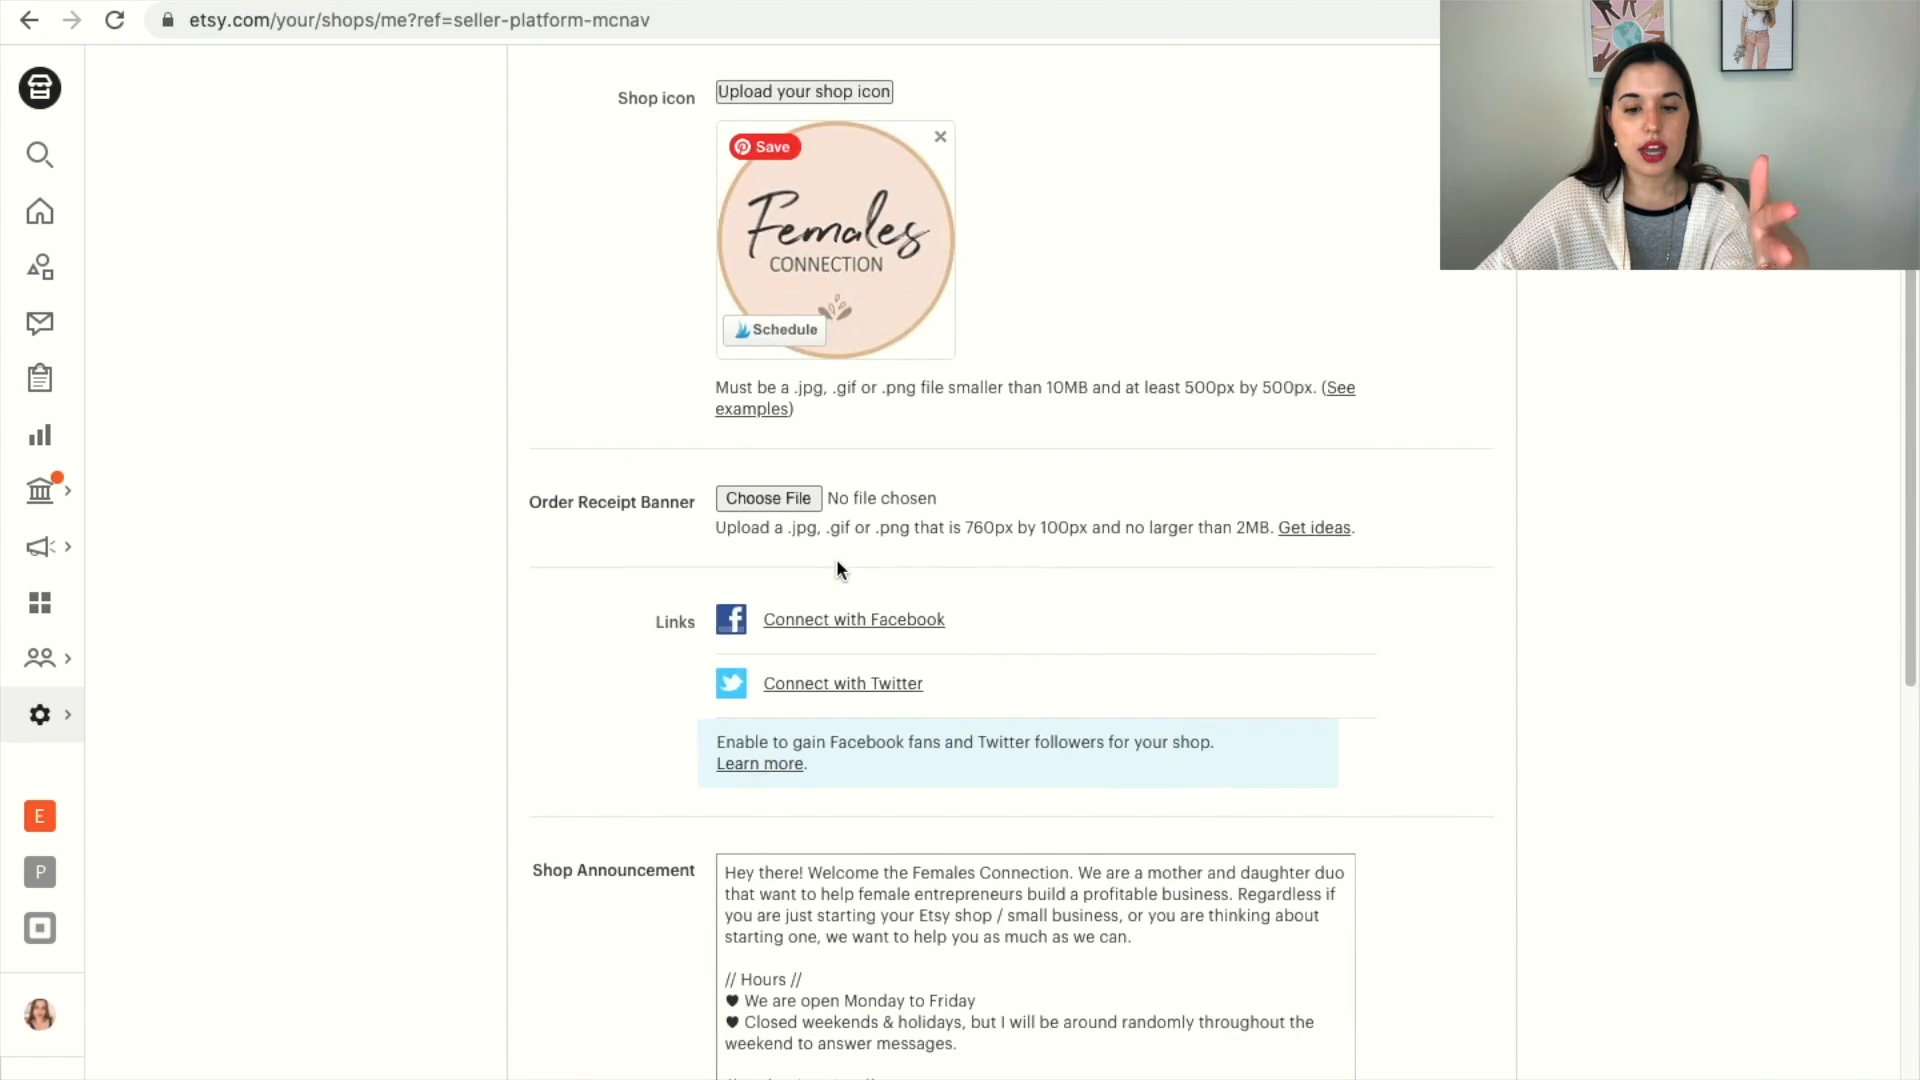 etsy.com/your/shops/me?ref=seller-platform-mcnav
Shop icon
Upload your shop icon
Save
Females
CONNECTION
Schedule
Must be a .jpg, .gif or .png file smaller than 10MB and at least 500px by 500px. (See
examples)
Order Receipt Banner
Choose File No file chosen
Upload a .jpg, .gif or .png that is 760px by 100px and no larger than 2MB. Get ideas.
Links
Connect with Facebook
Connect with Twitter
Enable to gain Facebook fans and Twitter followers for your shop.
Learn more.
E
P
Shop Announcement
Hey there! Welcome the Females Connection. We are a mother and daughter duo
that want to help female entrepreneurs build a profitable business. Regardless if
you are just starting your Etsy shop / small business, or you are thinking about
starting one, we want to help you as much as we can.
// Hours //
♥ We are open Monday to Friday
♥ Closed weekends & holidays, but I will be around randomly throughout the
weekend to answer messages.